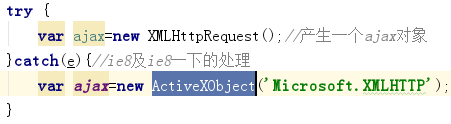 try {
var ajax=new XMLHttpRequest();//产生一个ajax对象
}catch(e){//ie8及ie8一下的处理
var ajax=new ActiveXObject('Microsoft.XMLHTTP');
}